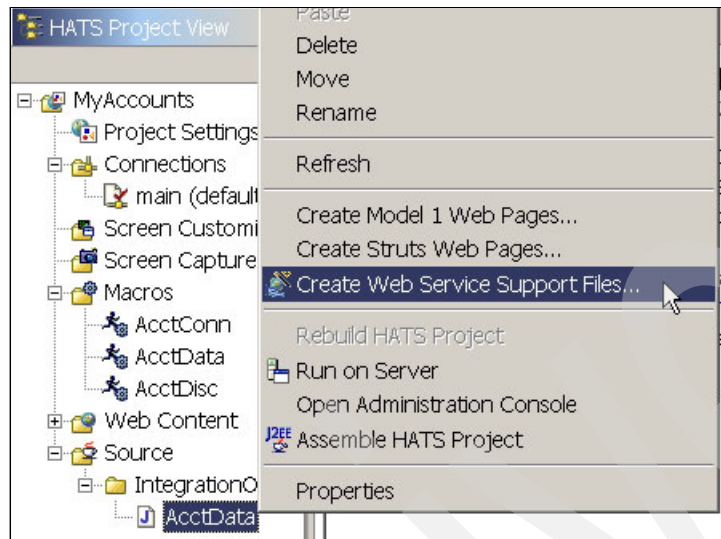 HATS Project View
MyAccounts
Project Settings
Connections
main (default
Screen Customi
Screen Capture
Macros
AcctConn
AcctData
AcctDisc
Web Content
Source
IntegrationO
AcctData
Paste
Delete
Move
Rename
Refresh
Create Model 1 Web Pages...
Create Struts Web Pages...
Create Web Service Support Files...
Rebuild HATS Project
Run on Server
Open Administration Console
J2EE Assemble HATS Project
Properties